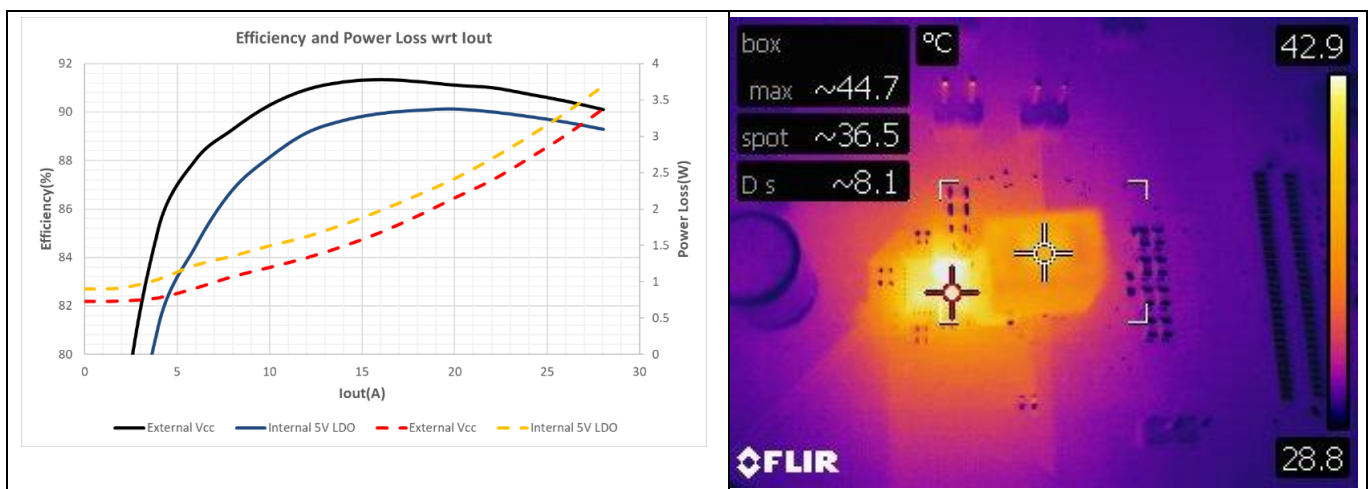 Efficiency and Power Loss wrt Iout
92
90
88
86
84
82
80
Efficiency(%)
4
3.5
3
2.5
2
1.5
1
0.5
0
Power Loss(W)
0 5 10 15 20 25 30
Iout(A)
External Vcc Internal 5V LDO External Vcc Internal 5V LDO
box °C 42.9
max ~44.7
spot ~36.5
D s ~8.1
FLIR 28.8